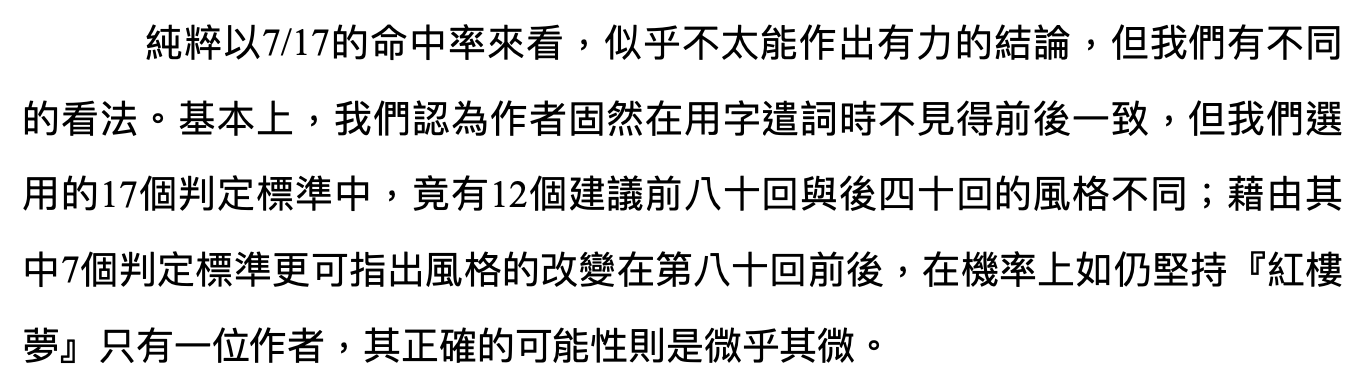 純粹以7/17的命中率來看，似乎不太能作出有力的結論，但我們有不同
的看法。基本上，我們認為作者固然在用字遣詞時不見得前後一致，但我們選
用的17個判定標準中，竟有12個建議前八十回與後四十回的風格不同；藉由其
中7個判定標準更可指出風格的改變在第八十回前後，在機率上如仍堅持『紅樓
夢』只有一位作者，其正確的可能性則是微乎其微。